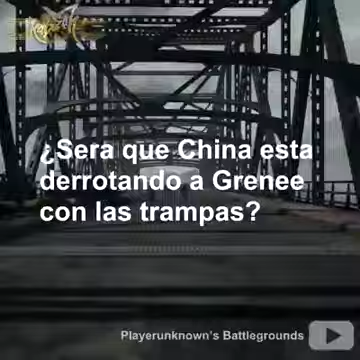 ¿Sera que China esta
derrotando a Grenee
con las trampas?
Playerunknown's Battlegrounds